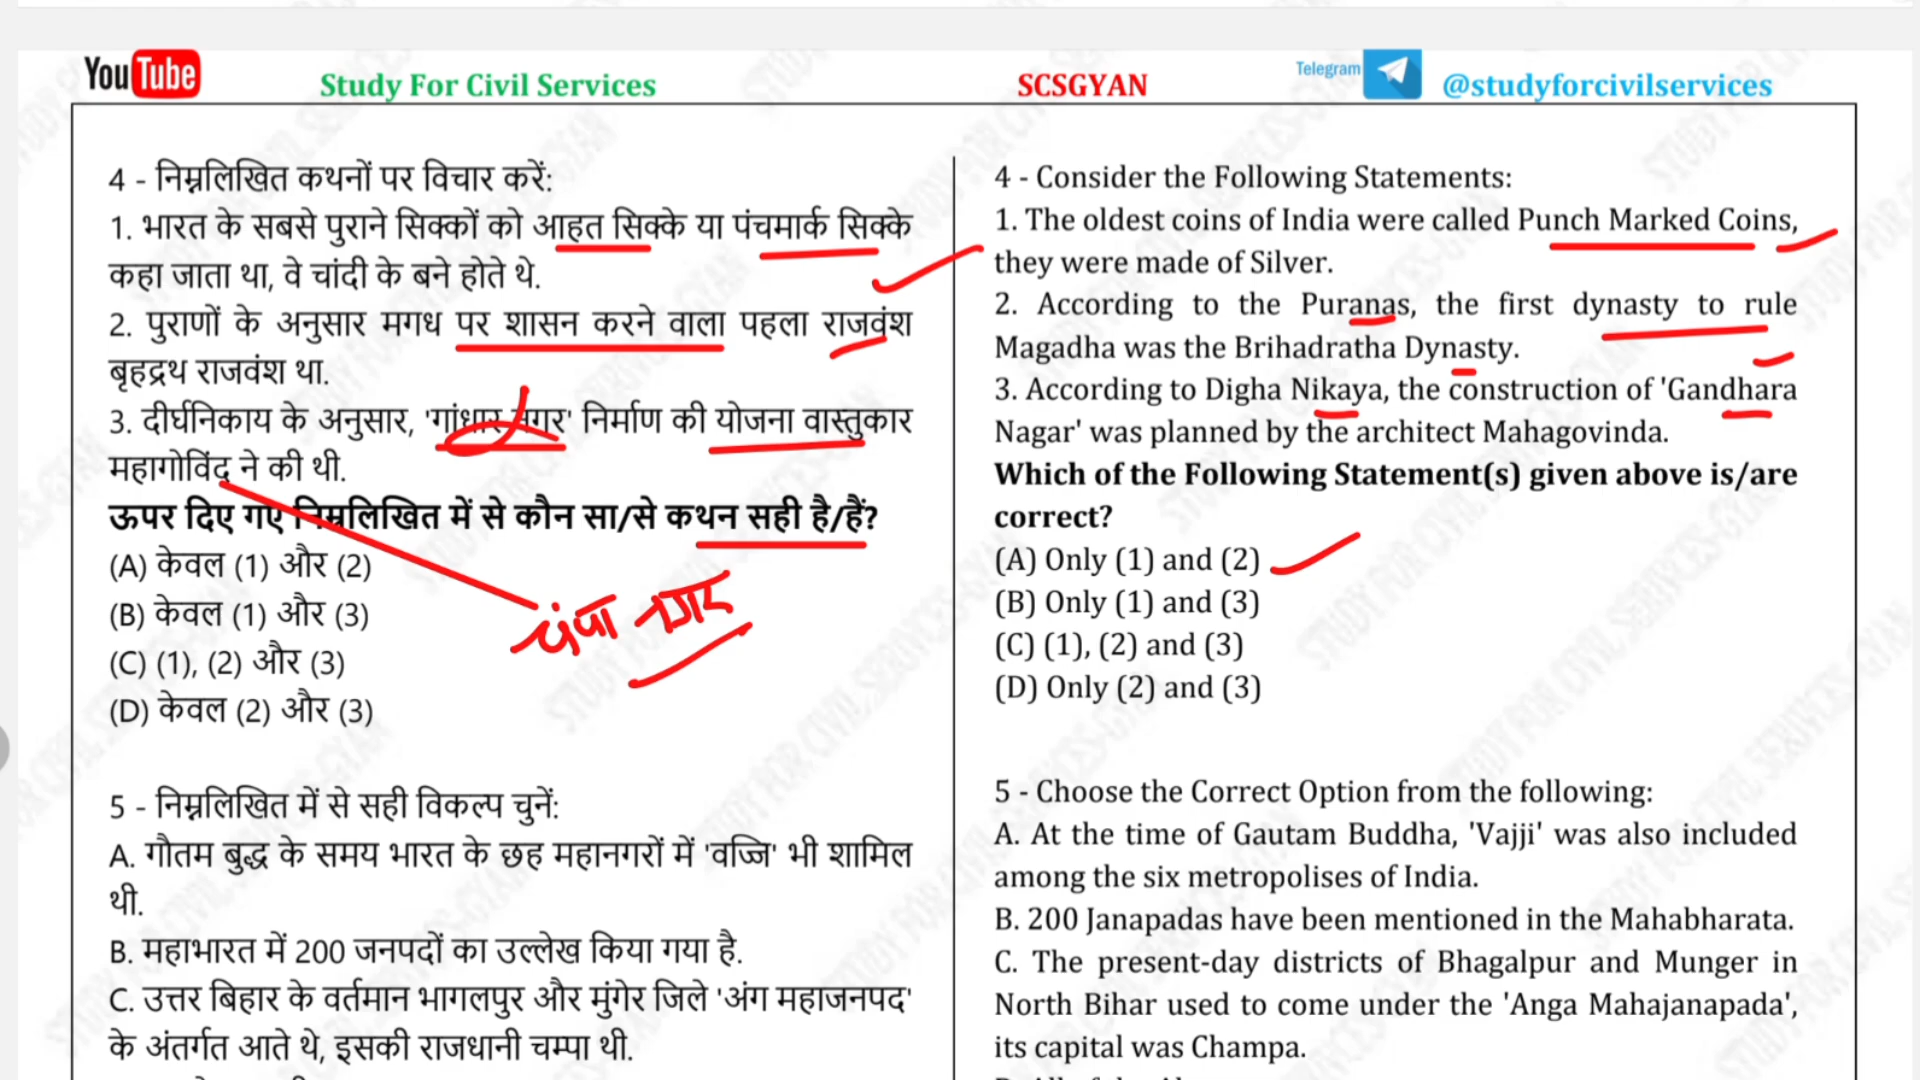 YouTube
Study For Civil Services
SCSGYAN
Telegram
@studyforcivilservices
4 - निम्नलिखित कथनों पर विचार करें:
1. भारत के सबसे पुराने सिक्कों को आहत सिक्के या पंचमार्क सिक्के
कहा जाता था, वे चांदी के बने होते थे.
2. पुराणों के अनुसार मगध पर शासन करने वाला पहला राजवंश
बृहद्रथ राजवंश था.
3. दीर्घनिकाय के अनुसार, 'गांधार नगर' निर्माण की योजना वास्तुकार
महागोविंद ने की थी.
ऊपर दिए गए निम्नलिखित में से कौन सा/से कथन सही है/हैं?
(A) केवल (1) और (2)
(B) केवल (1) और (3)
(C) (1), (2) और (3)
(D) केवल (2) और (3)
चंपा नगर
5 - निम्नलिखित में से सही विकल्प चुनें:
A. गौतम बुद्ध के समय भारत के छह महानगरों में 'वज्जि' भी शामिल
थी.
B. महाभारत में 200 जनपदों का उल्लेख किया गया है.
C. उत्तर बिहार के वर्तमान भागलपुर और मुंगेर जिले 'अंग महाजनपद'
के अंतर्गत आते थे, इसकी राजधानी चम्पा थी.
4 - Consider the Following Statements:
1. The oldest coins of India were called Punch Marked Coins,
they were made of Silver.
2. According to the Puranas, the first dynasty to rule
Magadha was the Brihadratha Dynasty.
3. According to Digha Nikaya, the construction of 'Gandhara
Nagar' was planned by the architect Mahagovinda.
Which of the Following Statement(s) given above is/are
correct?
(A) Only (1) and (2)
(B) Only (1) and (3)
(C) (1), (2) and (3)
(D) Only (2) and (3)
5 - Choose the Correct Option from the following:
A. At the time of Gautam Buddha, 'Vajji' was also included
among the six metropolises of India.
B. 200 Janapadas have been mentioned in the Mahabharata.
C. The present-day districts of Bhagalpur and Munger in
North Bihar used to come under the 'Anga Mahajanapada',
its capital was Champa.